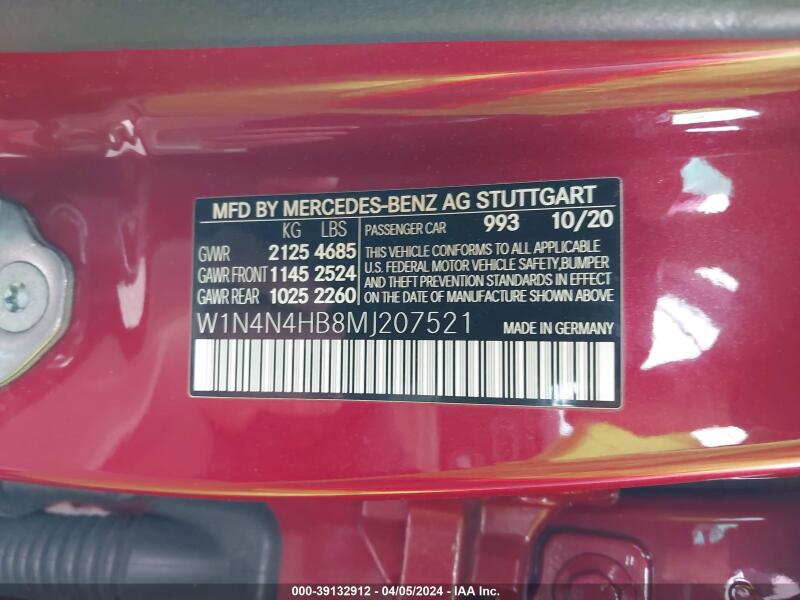 MFD BY MERCEDES-BENZ AG STUTTGART
KG LBS
GVWR 2125 4685
GAWR FRONT 1145 2524
GAWR REAR 1025 2260
PASSENGER CAR 993 10/20
THIS VEHICLE CONFORMS TO ALL APPLICABLE
U.S. FEDERAL MOTOR VEHICLE SAFETY,BUMPER
AND THEFT PREVENTION STANDARDS IN EFFECT
ON THE DATE OF MANUFACTURE SHOWN ABOVE
W1N4N4HB8MJ207521 MADE IN GERMANY
000-39132912 - 04/05/2024 - IAA Inc.